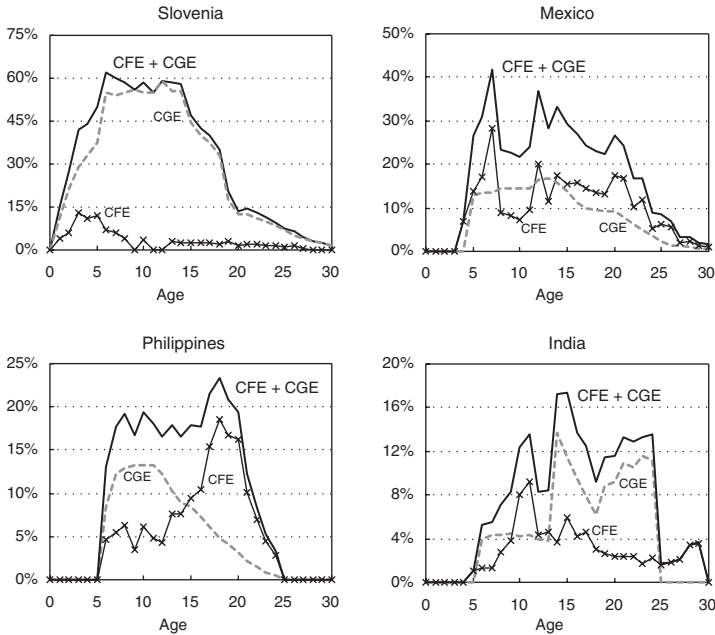 Slovenia
75%
60%
45%
30%
15%
0%
CFE + CGE
CGE
CFE
0 5 10 15 20 25 30
Age
Mexico
50%
40%
30%
20%
10%
0%
CFE + CGE
CFE
CGE
0 5 10 15 20 25 30
Age
Philippines
25%
20%
15%
10%
5%
0%
CFE + CGE
CGE
CFE
0 5 10 15 20 25 30
Age
India
20%
16%
12%
8%
4%
0%
CFE + CGE
CGE
CFE
0 5 10 15 20 25 30
Age